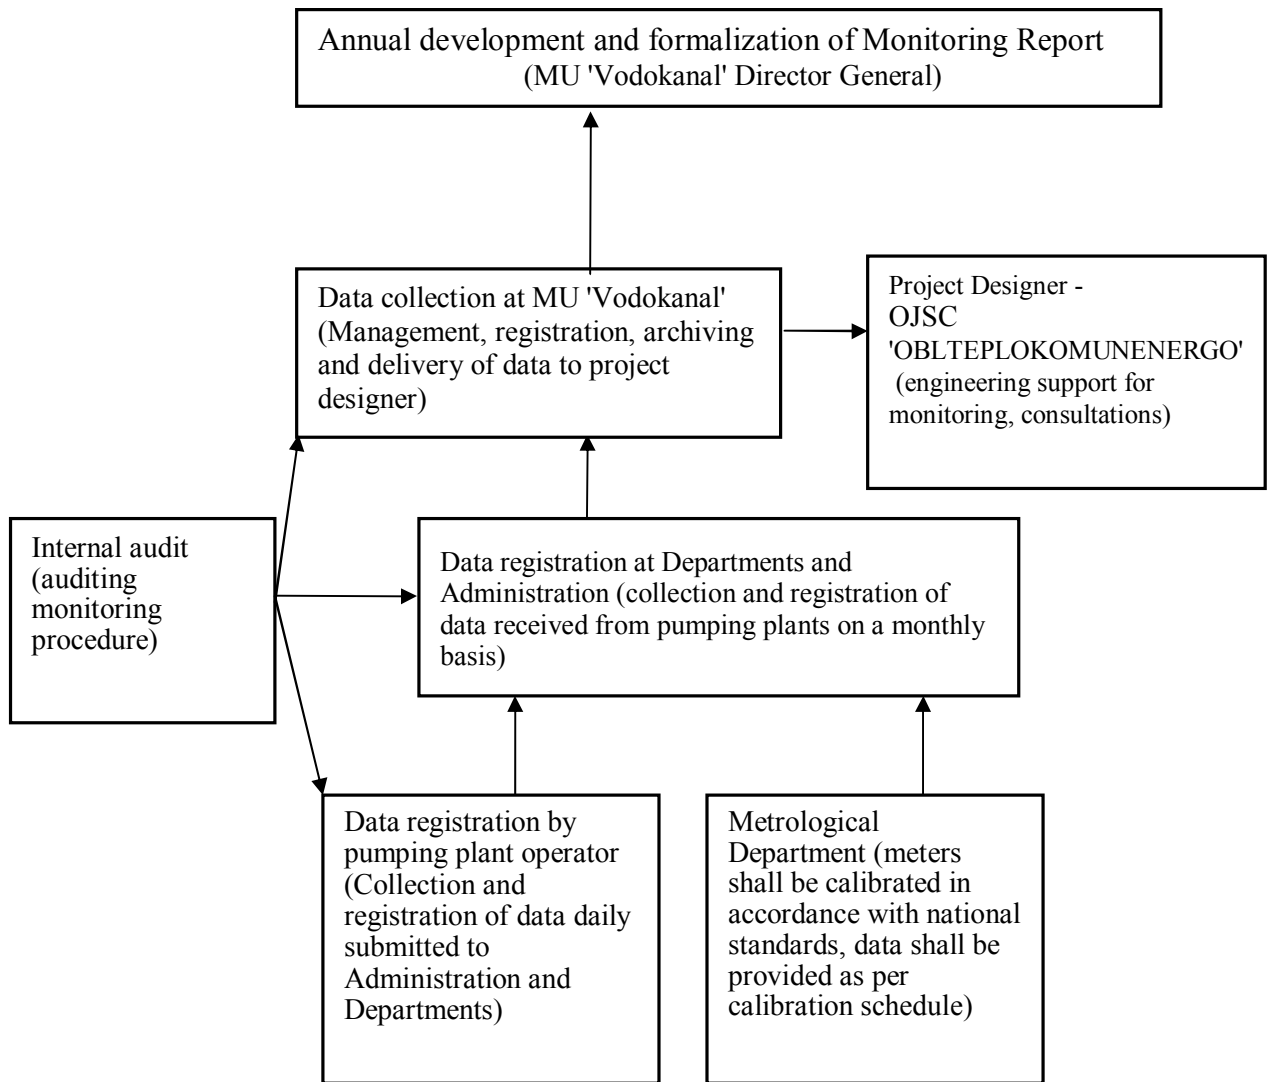 Annual development and formalization of Monitoring Report
(MU 'Vodokanal' Director General)
Data collection at MU 'Vodokanal'
(Management, registration, archiving
and delivery of data to project
designer)
Project Designer -
OJSC
'OBLTEPLOKOMUNENERGO'
(engineering support for
monitoring, consultations)
Internal audit
(auditing
monitoring
procedure)
Data registration at Departments and
Administration (collection and registration of
data received from pumping plants on a monthly
basis)
Data registration by
pumping plant operator
(Collection and
registration of data daily
submitted to
Administration and
Departments)
Metrological
Department (meters
shall be calibrated in
accordance with national
standards, data shall be
provided as per
calibration schedule)